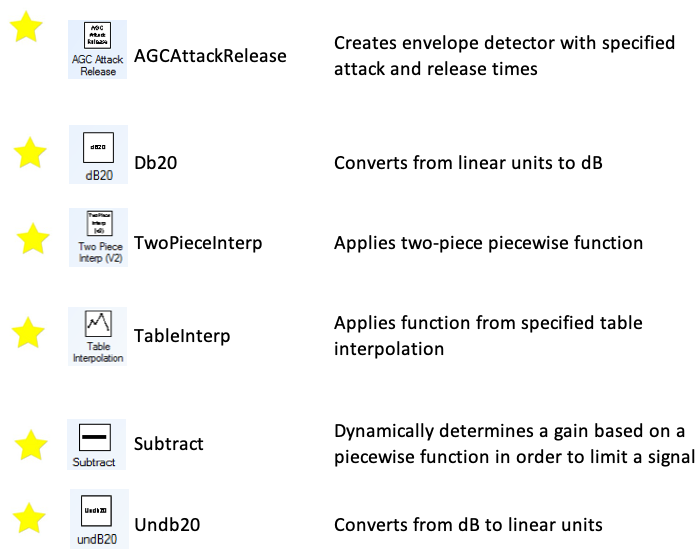 AGC
Attack
Release
AGC Attack
Release
AGCAttackRelease
Creates envelope detector with specified
attack and release times
dB20
dB20
Db20
Converts from linear units to dB
Two Piece
Interp
(v2)
Two Piece
Interp (V2)
TwoPieceInterp
Applies two-piece piecewise function
Table
Interpolation
TableInterp
Applies function from specified table
interpolation
Subtract
Subtract
Dynamically determines a gain based on a
piecewise function in order to limit a signal
Undb20
undB20
Undb20
Converts from dB to linear units